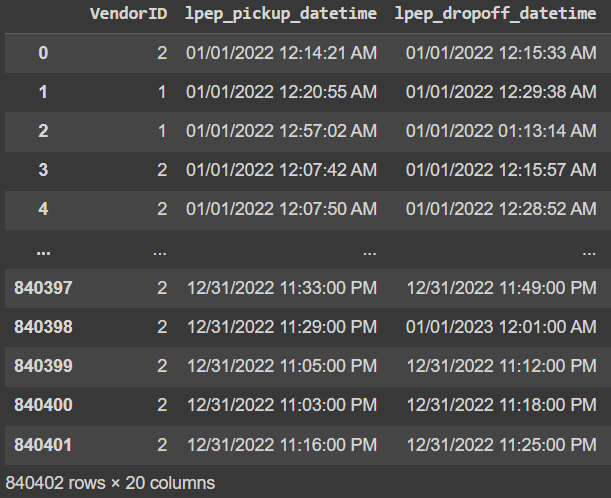 VendorID lpep_pickup_datetime lpep_dropoff_datetime
0 2 01/01/2022 12:14:21 AM 01/01/2022 12:15:33 AM
1 1 01/01/2022 12:20:55 AM 01/01/2022 12:29:38 AM
2 1 01/01/2022 12:57:02 AM 01/01/2022 01:13:14 AM
3 2 01/01/2022 12:07:42 AM 01/01/2022 12:15:57 AM
4 2 01/01/2022 12:07:50 AM 01/01/2022 12:28:52 AM
... ... ... ...
840397 2 12/31/2022 11:33:00 PM 12/31/2022 11:49:00 PM
840398 2 12/31/2022 11:29:00 PM 01/01/2023 12:01:00 AM
840399 2 12/31/2022 11:05:00 PM 12/31/2022 11:12:00 PM
840400 2 12/31/2022 11:03:00 PM 12/31/2022 11:18:00 PM
840401 2 12/31/2022 11:16:00 PM 12/31/2022 11:25:00 PM
840402 rows × 20 columns